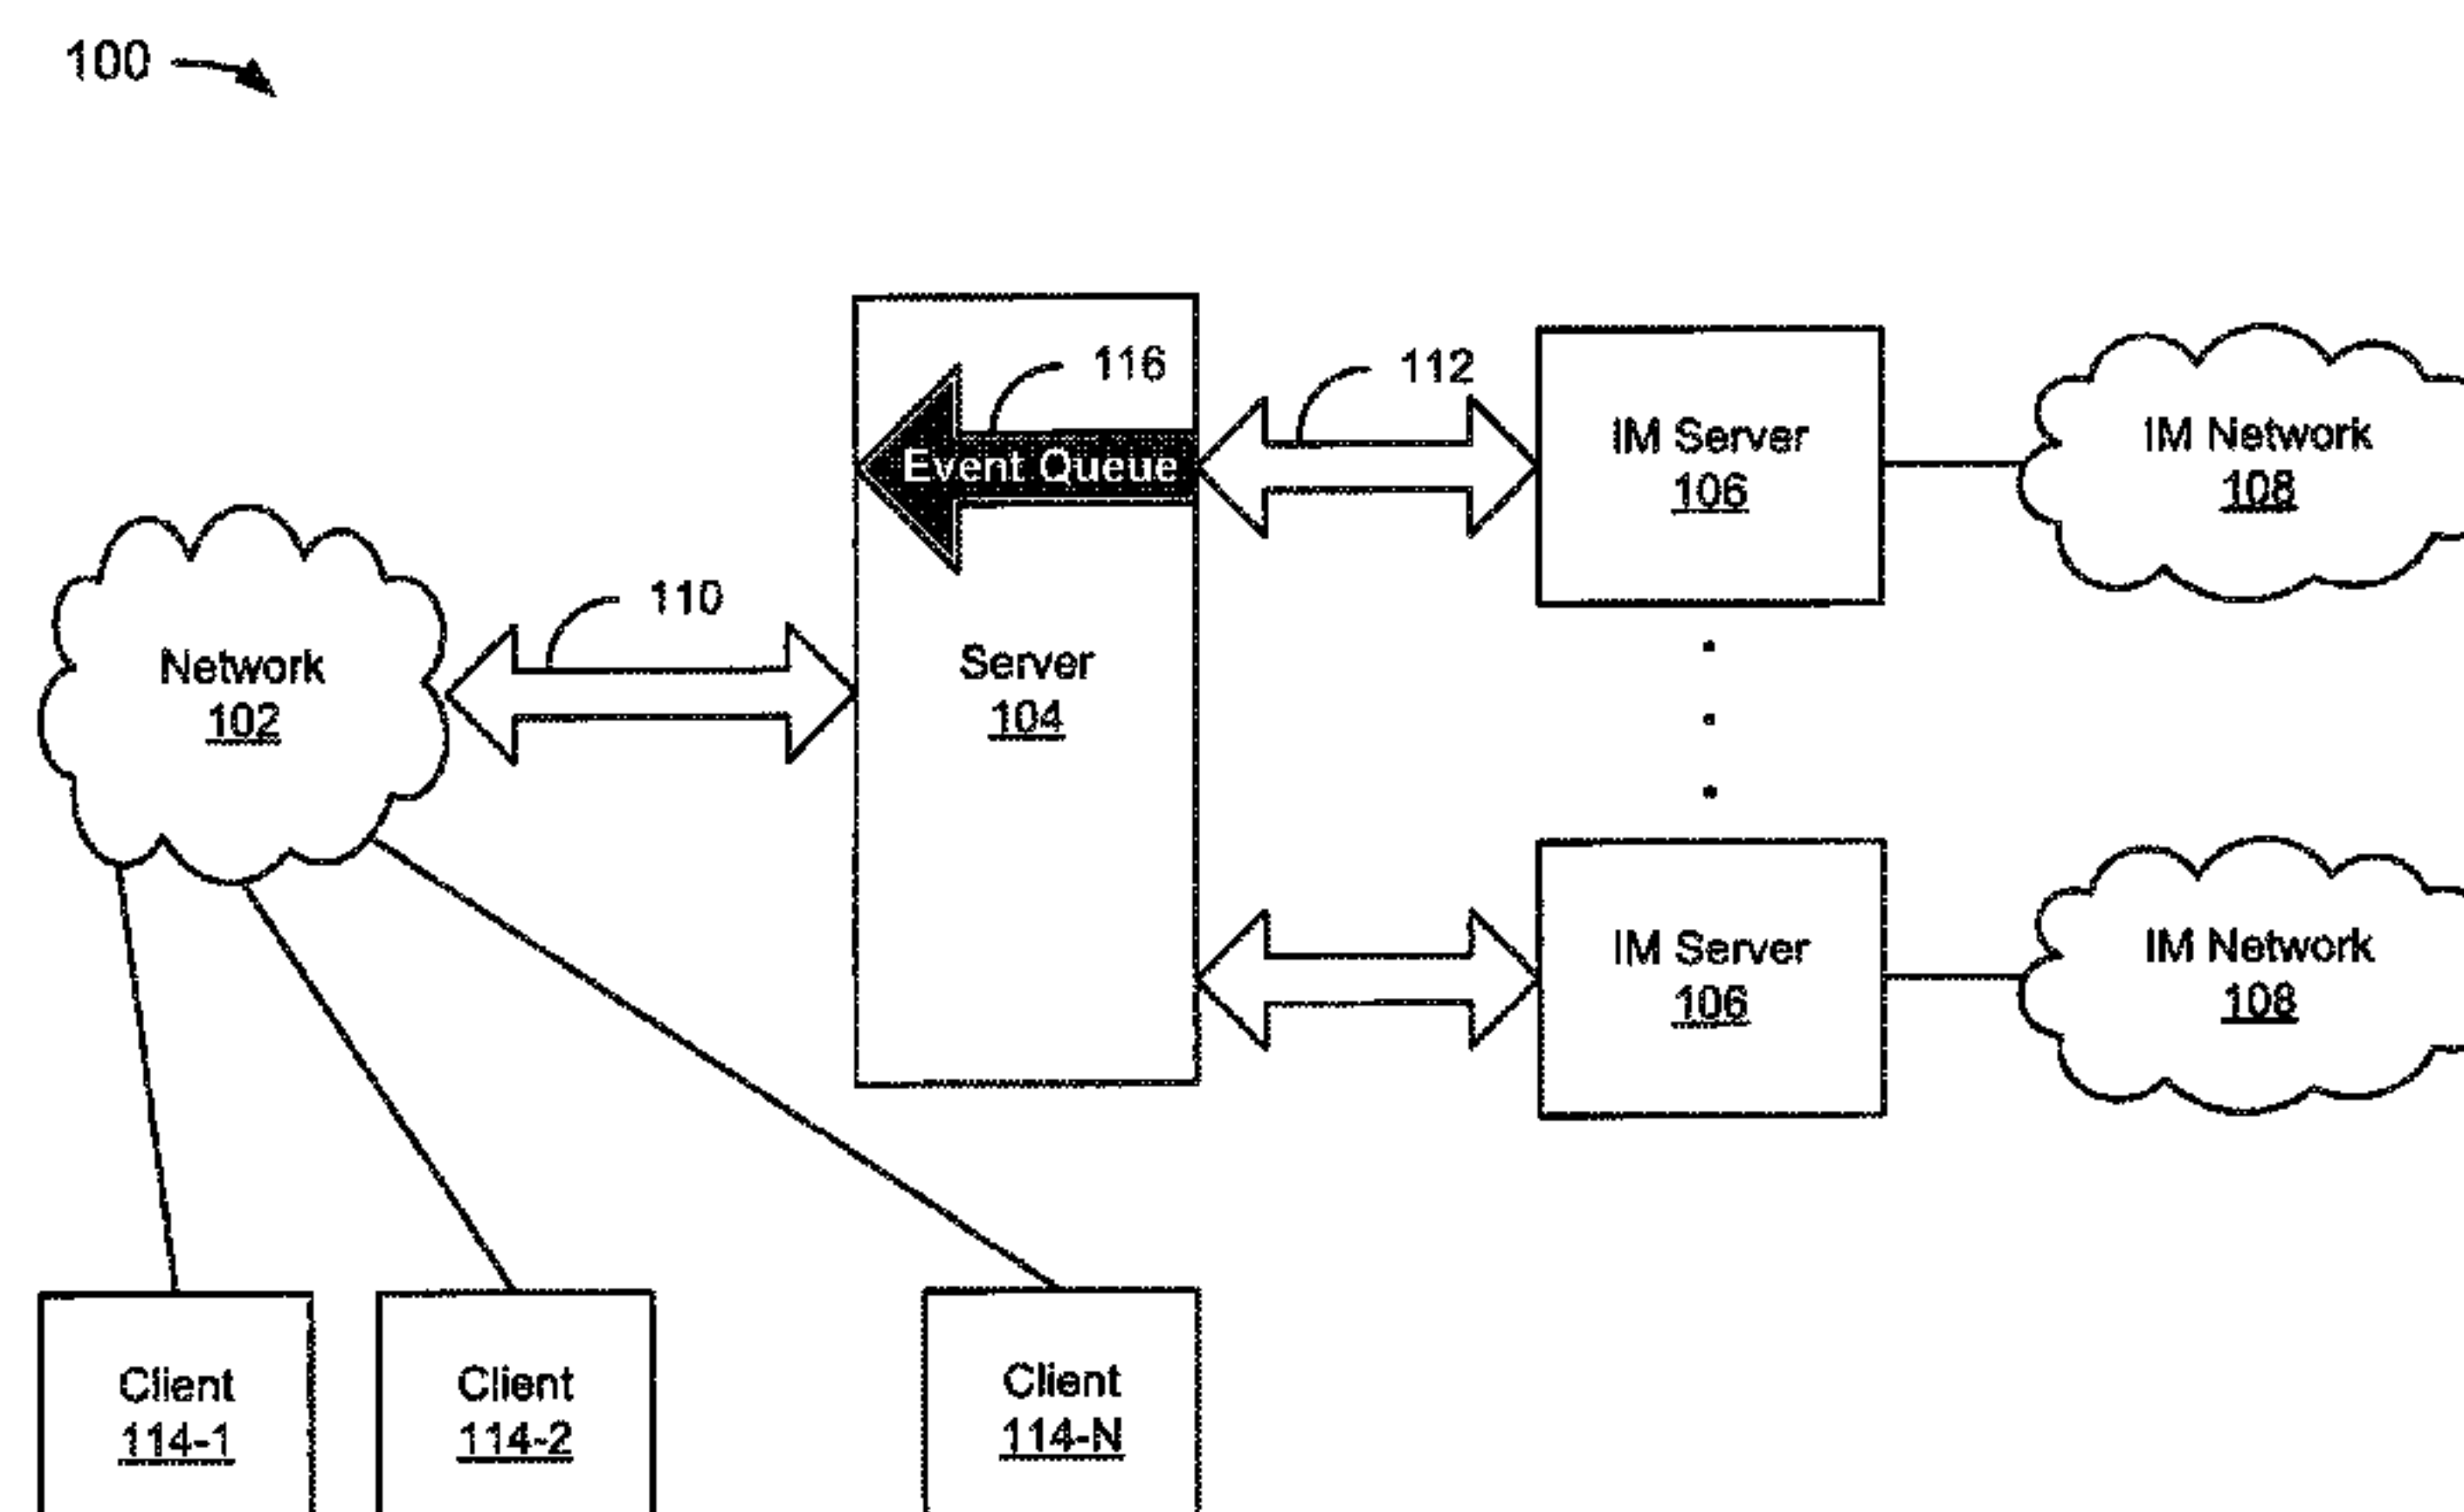 100
116
112
Event Queue
IM Server
106
IM Network
108
110
Network
102
Server
104
IM Server
106
IM Network
108
Client
114-1
Client
114-2
Client
114-N